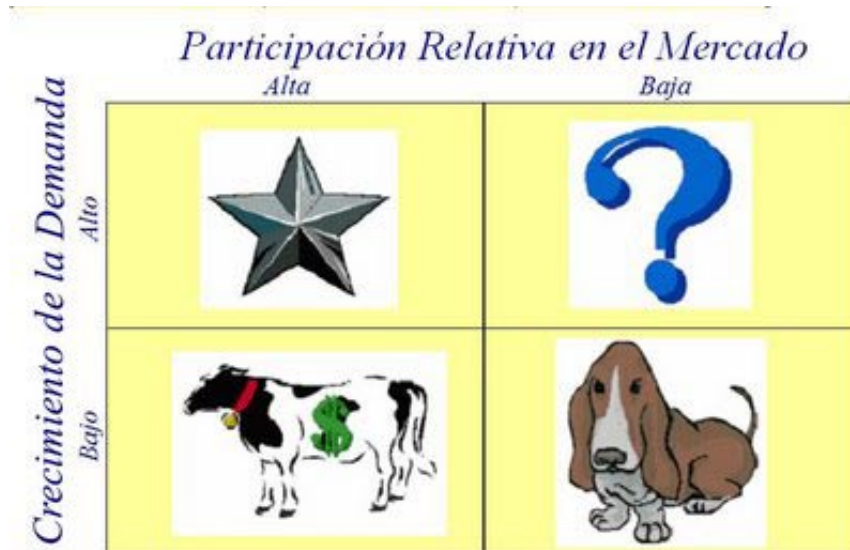 Participación Relativa en el Mercado
Alta
Baja
Crecimiento de la Demanda
Alto
Bajo
$
?